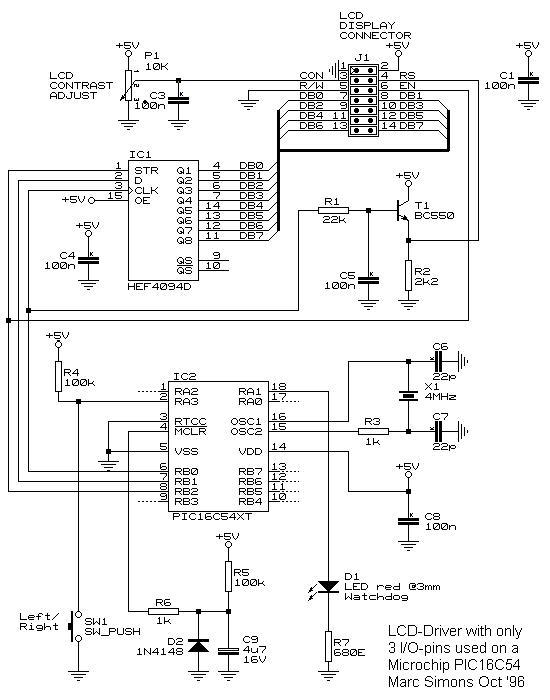 LCD
DISPLAY
CONNECTOR
+5V
+5V
+5V
P1
10K
J1
LCD
CONTRAST
ADJUST
1
2
3
C3
100n
C1
100n
1 2
CON 3 4 RS
R/W 5 6 EN
DB0 7 8 DB1
DB2 9 10 DB3
DB4 11 12 DB5
DB6 13 14 DB7
IC1
1 STR Q1 4 DB0
2 D Q2 5 DB1
3 CLK Q3 6 DB2
15 OE Q4 7 DB3
Q5 14 DB4
Q6 13 DB5
Q7 12 DB6
Q8 11 DB7
QS 9
QS 10
HEF4094D
+5V
+5V
C4
100n
+5V
R1
22k
T1
BC550
C5
100n
R2
2k2
+5V
R4
100k
IC2
1 RA2 RA1 18
2 RA3 RA0 17
3 RTCC OSC1 16
4 MCLR OSC2 15
5 VSS VDD 14
6 RB0 RB7 13
7 RB1 RB6 12
8 RB2 RB5 11
9 RB3 RB4 10
PIC16C54XT
C6
22p
X1
4MHz
R3
1k
C7
22p
+5V
C8
100n
+5V
R5
100k
R6
1k
D2
1N4148
C9
4u7
16V
D1
LED red @3mm
Watchdog
R7
680E
Left/
Right
SW1
SW_PUSH
LCD-Driver with only
3 I/O-pins used on a
Microchip PIC16C54
Marc Simons Oct '96